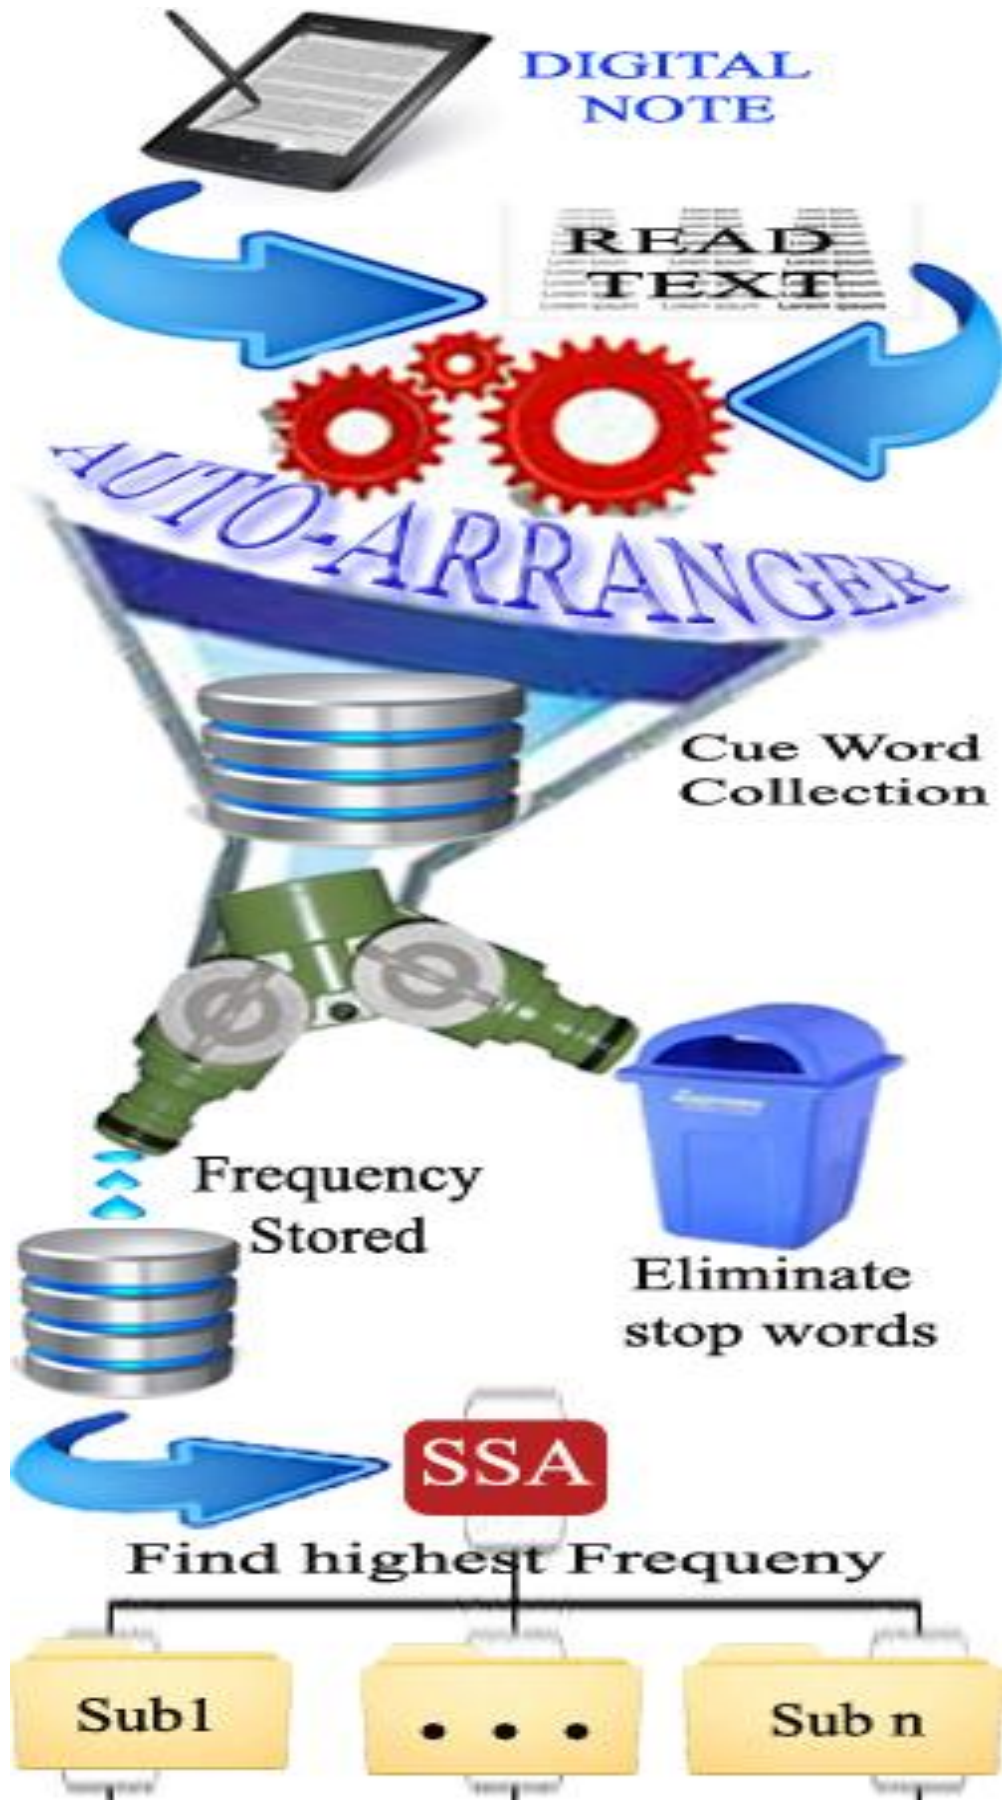 DIGITAL
NOTE
READ
TEXT
AUTO-ARRANGER
Cue Word
Collection
Frequency
Stored
Eliminate
stop words
SSA
Find highest Frequeny
Sub1
• • •
Sub n